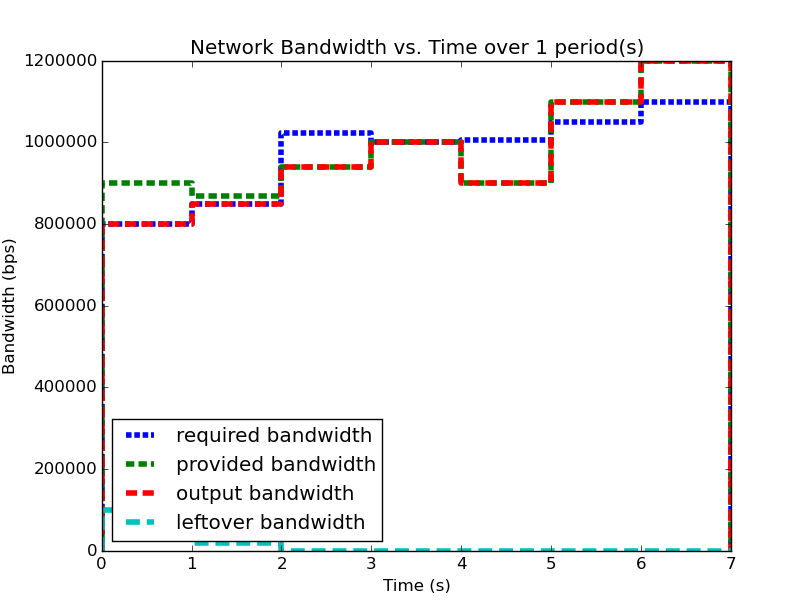 Network Bandwidth vs. Time over 1 period(s)
1200000
1000000
800000
600000
400000
200000
0
Bandwidth (bps)
required bandwidth
provided bandwidth
output bandwidth
leftover bandwidth
0 1 2 3 4 5 6 7
Time (s)